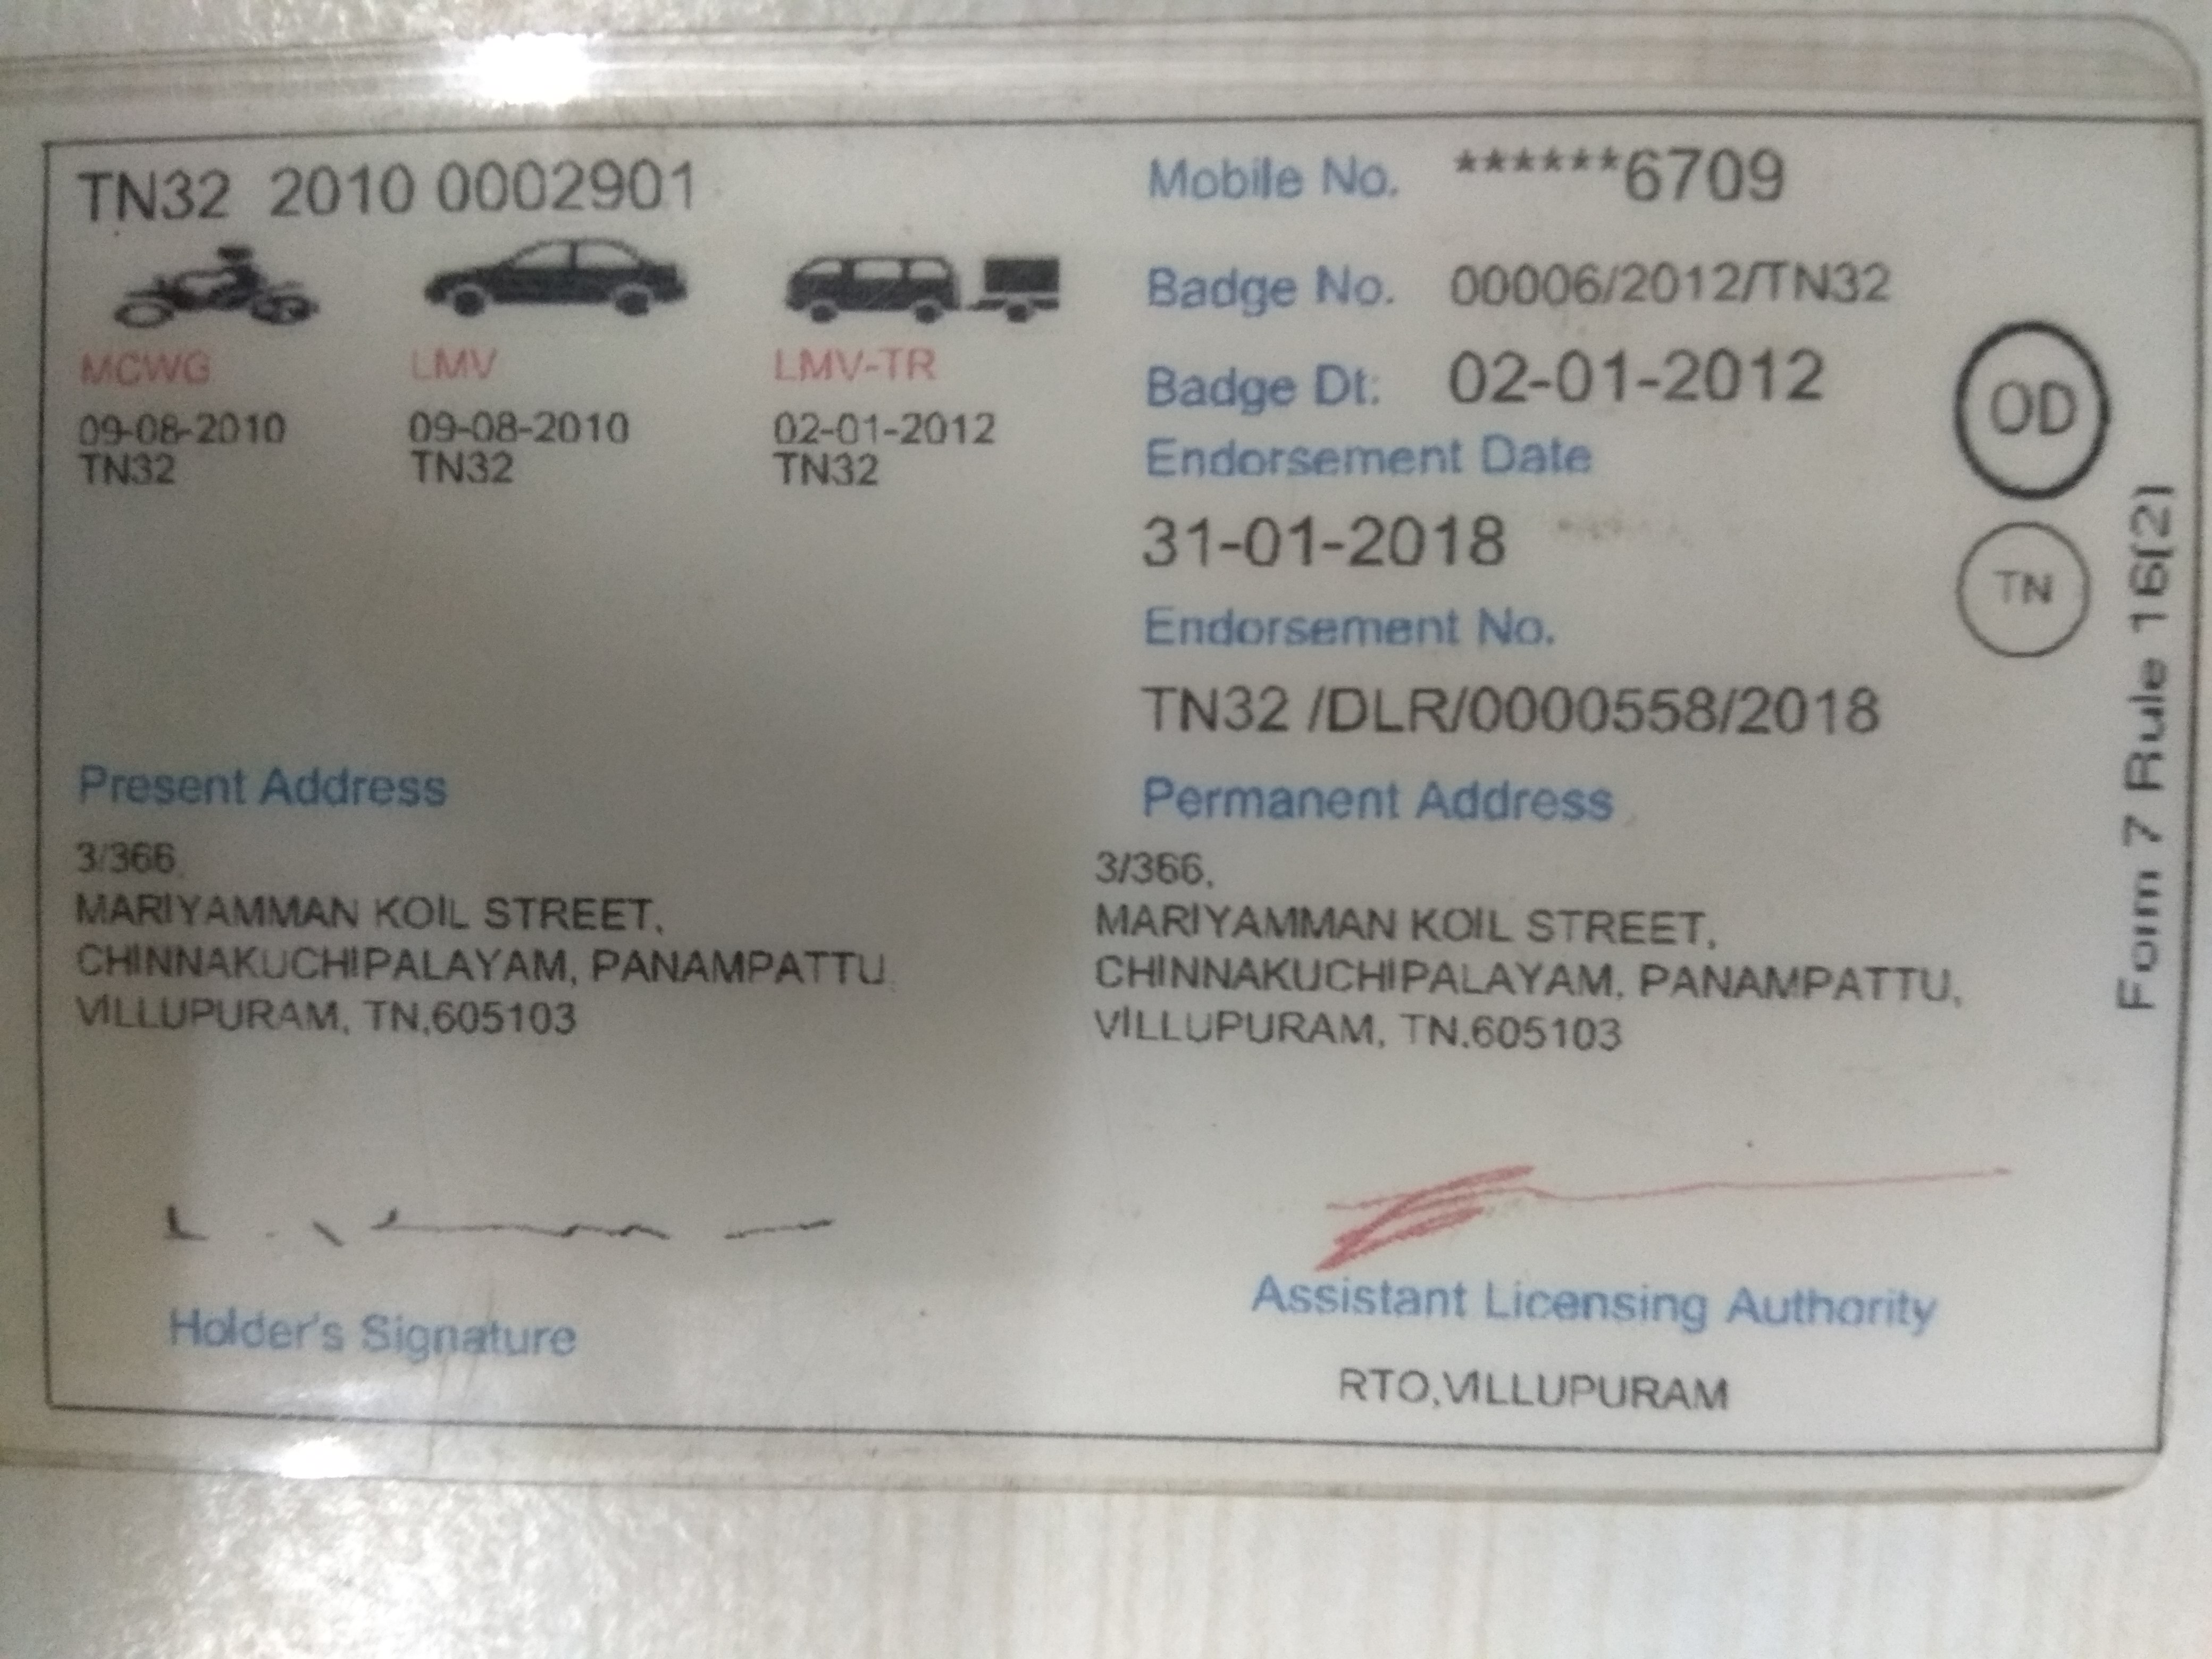 TN32 2010 0002901
MCWG LMV LMV-TR
09-08-2010 09-08-2010 02-01-2012
TN32 TN32 TN32
Mobile No. ******6709
Badge No. 00006/2012/TN32
Badge Dt: 02-01-2012
Endorsement Date
31-01-2018
Endorsement No.
TN32 /DLR/0000558/2018
OD
TN
Form 7 Rule 16(2)
Present Address
3/366,
MARIYAMMAN KOIL STREET,
CHINNAKUCHIPALAYAM, PANAMPATTU,
VILLUPURAM, TN,605103
Permanent Address
3/366,
MARIYAMMAN KOIL STREET,
CHINNAKUCHIPALAYAM, PANAMPATTU,
VILLUPURAM, TN,605103
Holder's Signature
Assistant Licensing Authority
RTO,VILLUPURAM